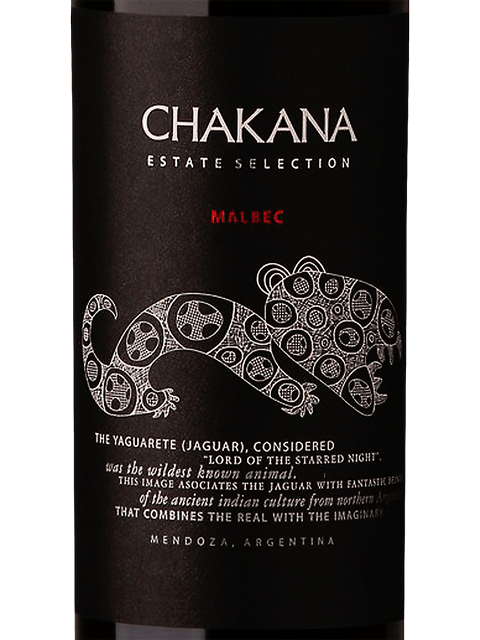 CHAKANA
ESTATE SELECTION
MALBEC
THE YAGUARETE (JAGUAR), CONSIDERED
"LORD OF THE STARRED NIGHT",
was the wildest known animal.
THIS IMAGE ASOCIATES THE JAGUAR WITH FANTASTIC
of the ancient indian culture from northern
THAT COMBINES THE REAL WITH THE IMAGINARY.
MENDOZA, ARGENTINA